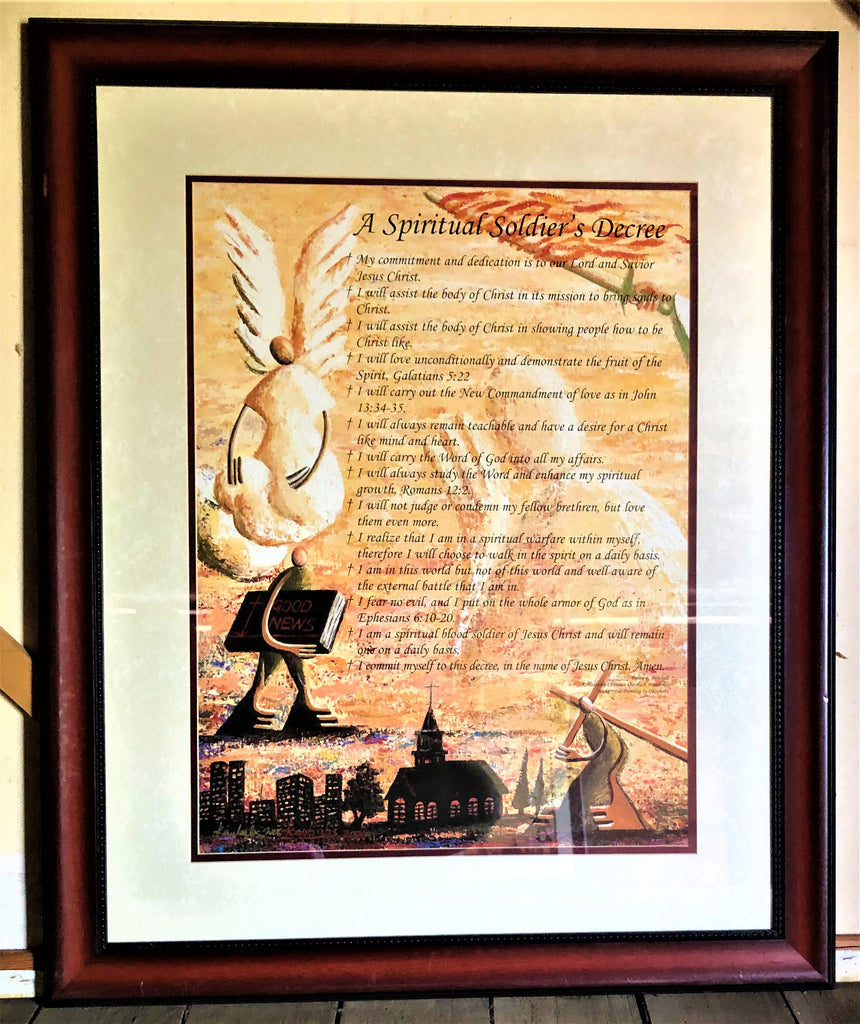 A Spiritual Soldier's Decree
† My commitment and dedication is to our Lord and Savior
Jesus Christ.
† I will assist the body of Christ in its mission to bring souls to
Christ.
† I will assist the body of Christ in showing people how to be
Christ like.
† I will love unconditionally and demonstrate the fruit of the
Spirit, Galatians 5:22
† I will carry out the New Commandment of love as in John
13:34-35.
† I will always remain teachable and have a desire for a Christ
like mind and heart.
† I will carry the Word of God into all my affairs.
† I will always study the Word and enhance my spiritual
growth, Romans 12:2.
† I will not judge or condemn my fellow brethren, but love
them even more.
† I realize that I am in a spiritual warfare within myself,
therefore I will choose to walk in the spirit on a daily basis.
† I am in this world but not of this world and well aware of
the external battle that I am in.
† I fear no evil, and I put on the whole armor of God as in
Ephesians 6:10-20.
† I am a spiritual blood soldier of Jesus Christ and will remain
one on a daily basis.
† I commit myself to this decree, in the name of Jesus Christ. Amen.
GOOD
NEWS